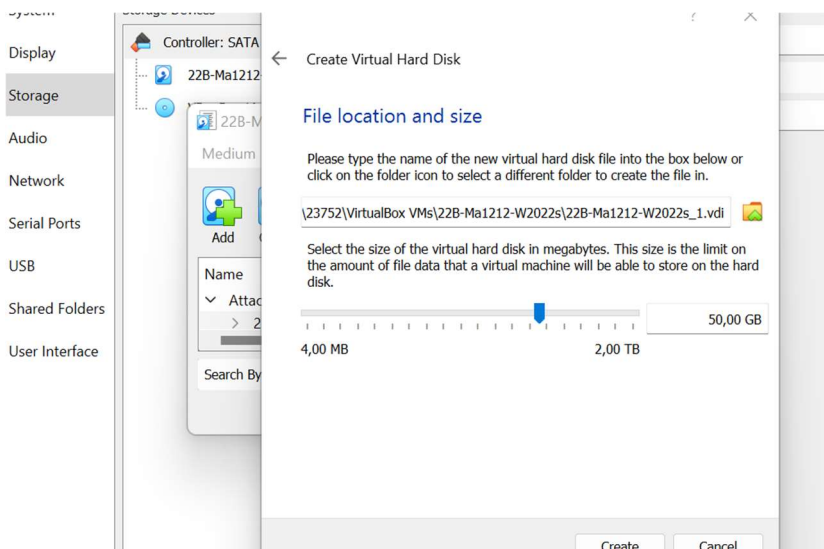 Display
Storage
Audio
Network
Serial Ports
USB
Shared Folders
User Interface
Controller: SATA
22B-Ma1212-
22B-M
Medium
Add
Name
Attac
2
Search By
?
Create Virtual Hard Disk
File location and size
Please type the name of the new virtual hard disk file into the box below or
click on the folder icon to select a different folder to create the file in.
\23752\VirtualBox VMs\22B-Ma1212-W2022s\22B-Ma1212-W2022s_1.vdi
Select the size of the virtual hard disk in megabytes. This size is the limit on
the amount of file data that a virtual machine will be able to store on the hard
disk.
50,00 GB
4,00 MB 2,00 TB
Create Cancel